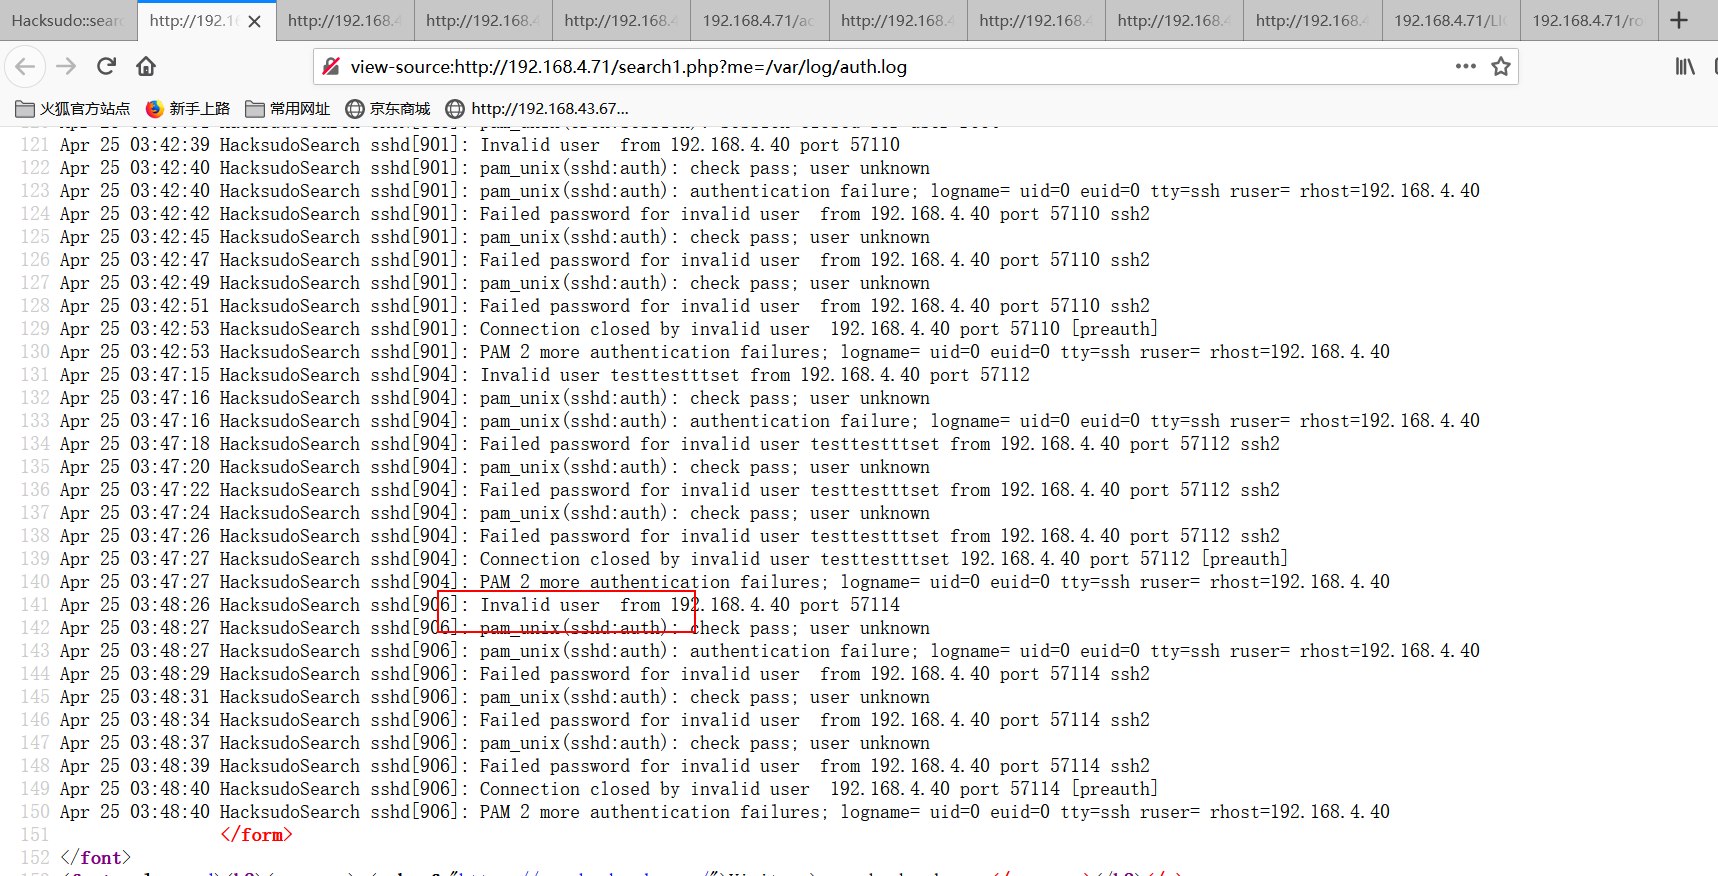 Hacksudo::sear
http://192.16
http://192.168.4
http://192.168.4
http://192.168.4
192.168.4.71/ac
http://192.168.4
http://192.168.4
http://192.168.4
http://192.168.4
192.168.4.71/LIC
192.168.4.71/ro
view-source:http://192.168.4.71/search1.php?me=/var/log/auth.log
火狐官方站点 新手上路 常用网址 京东商城 http://192.168.43.67...
121 Apr 25 03:42:39 HacksudoSearch sshd[901]: Invalid user  from 192.168.4.40 port 57110
122 Apr 25 03:42:40 HacksudoSearch sshd[901]: pam_unix(sshd:auth): check pass; user unknown
123 Apr 25 03:42:40 HacksudoSearch sshd[901]: pam_unix(sshd:auth): authentication failure; logname= uid=0 euid=0 tty=ssh ruser= rhost=192.168.4.40
124 Apr 25 03:42:42 HacksudoSearch sshd[901]: Failed password for invalid user  from 192.168.4.40 port 57110 ssh2
125 Apr 25 03:42:45 HacksudoSearch sshd[901]: pam_unix(sshd:auth): check pass; user unknown
126 Apr 25 03:42:47 HacksudoSearch sshd[901]: Failed password for invalid user  from 192.168.4.40 port 57110 ssh2
127 Apr 25 03:42:49 HacksudoSearch sshd[901]: pam_unix(sshd:auth): check pass; user unknown
128 Apr 25 03:42:51 HacksudoSearch sshd[901]: Failed password for invalid user  from 192.168.4.40 port 57110 ssh2
129 Apr 25 03:42:53 HacksudoSearch sshd[901]: Connection closed by invalid user  192.168.4.40 port 57110 [preauth]
130 Apr 25 03:42:53 HacksudoSearch sshd[901]: PAM 2 more authentication failures; logname= uid=0 euid=0 tty=ssh ruser= rhost=192.168.4.40
131 Apr 25 03:47:15 HacksudoSearch sshd[904]: Invalid user testtestttset from 192.168.4.40 port 57112
132 Apr 25 03:47:16 HacksudoSearch sshd[904]: pam_unix(sshd:auth): check pass; user unknown
133 Apr 25 03:47:16 HacksudoSearch sshd[904]: pam_unix(sshd:auth): authentication failure; logname= uid=0 euid=0 tty=ssh ruser= rhost=192.168.4.40
134 Apr 25 03:47:18 HacksudoSearch sshd[904]: Failed password for invalid user testtestttset from 192.168.4.40 port 57112 ssh2
135 Apr 25 03:47:20 HacksudoSearch sshd[904]: pam_unix(sshd:auth): check pass; user unknown
136 Apr 25 03:47:22 HacksudoSearch sshd[904]: Failed password for invalid user testtestttset from 192.168.4.40 port 57112 ssh2
137 Apr 25 03:47:24 HacksudoSearch sshd[904]: pam_unix(sshd:auth): check pass; user unknown
138 Apr 25 03:47:26 HacksudoSearch sshd[904]: Failed password for invalid user testtestttset from 192.168.4.40 port 57112 ssh2
139 Apr 25 03:47:27 HacksudoSearch sshd[904]: Connection closed by invalid user testtestttset 192.168.4.40 port 57112 [preauth]
140 Apr 25 03:47:27 HacksudoSearch sshd[904]: PAM 2 more authentication failures; logname= uid=0 euid=0 tty=ssh ruser= rhost=192.168.4.40
141 Apr 25 03:48:26 HacksudoSearch sshd[906]: Invalid user  from 192.168.4.40 port 57114
142 Apr 25 03:48:27 HacksudoSearch sshd[906]: pam_unix(sshd:auth): check pass; user unknown
143 Apr 25 03:48:27 HacksudoSearch sshd[906]: pam_unix(sshd:auth): authentication failure; logname= uid=0 euid=0 tty=ssh ruser= rhost=192.168.4.40
144 Apr 25 03:48:29 HacksudoSearch sshd[906]: Failed password for invalid user  from 192.168.4.40 port 57114 ssh2
145 Apr 25 03:48:31 HacksudoSearch sshd[906]: pam_unix(sshd:auth): check pass; user unknown
146 Apr 25 03:48:34 HacksudoSearch sshd[906]: Failed password for invalid user  from 192.168.4.40 port 57114 ssh2
147 Apr 25 03:48:37 HacksudoSearch sshd[906]: pam_unix(sshd:auth): check pass; user unknown
148 Apr 25 03:48:39 HacksudoSearch sshd[906]: Failed password for invalid user  from 192.168.4.40 port 57114 ssh2
149 Apr 25 03:48:40 HacksudoSearch sshd[906]: Connection closed by invalid user  192.168.4.40 port 57114 [preauth]
150 Apr 25 03:48:40 HacksudoSearch sshd[906]: PAM 2 more authentication failures; logname= uid=0 euid=0 tty=ssh ruser= rhost=192.168.4.40
151 </form>
152 </font>